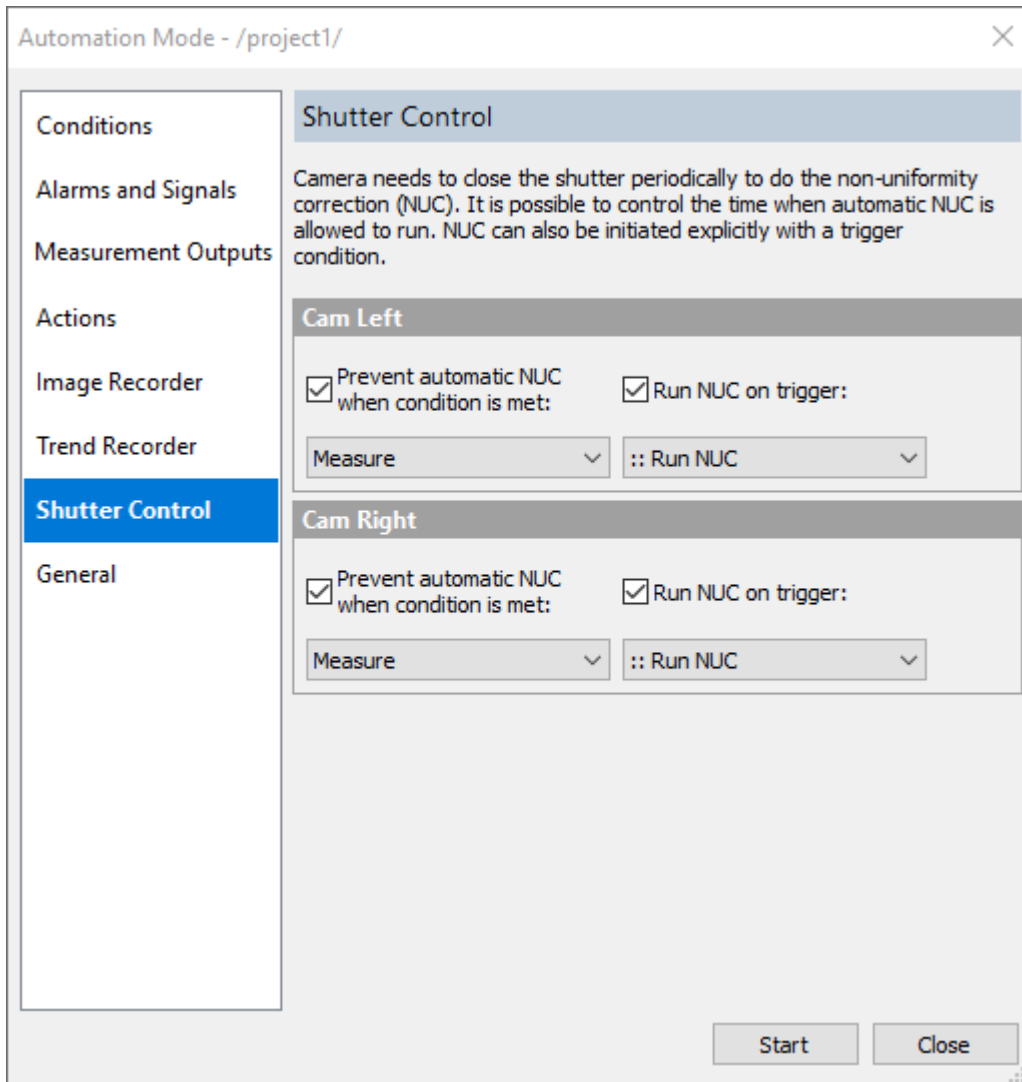 Automation Mode - /project1/
Conditions
Alarms and Signals
Measurement Outputs
Actions
Image Recorder
Trend Recorder
Shutter Control
General
Shutter Control
Camera needs to close the shutter periodically to do the non-uniformity
correction (NUC). It is possible to control the time when automatic NUC is
allowed to run. NUC can also be initiated explicitly with a trigger
condition.
Cam Left
Prevent automatic NUC
when condition is met:
Run NUC on trigger:
Measure
:: Run NUC
Cam Right
Prevent automatic NUC
when condition is met:
Run NUC on trigger:
Measure
:: Run NUC
Start
Close